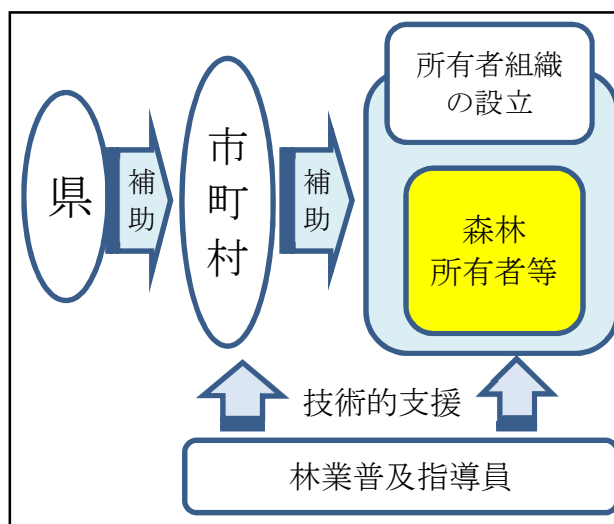 県
補助
市町村
補助
所有者組織
の設立
森林
所有者等
技術的支援
林業普及指導員